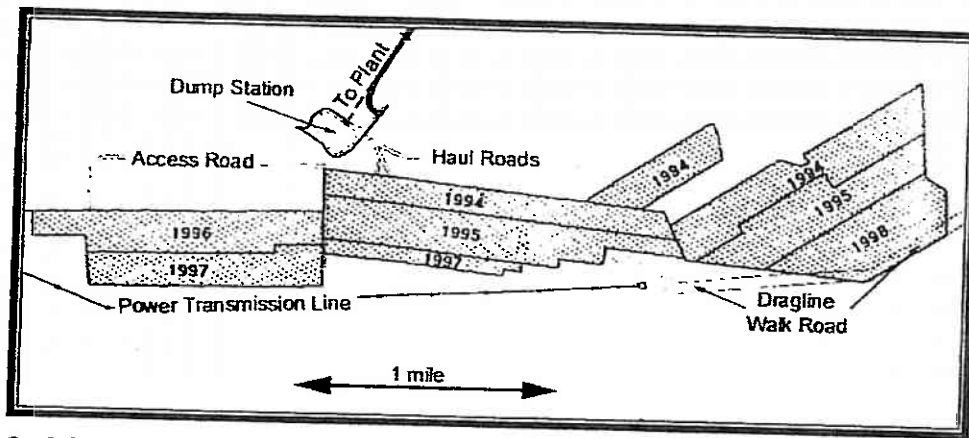 To Plant
Dump Station
Access Road
Haul Roads
1994
1994
1994
1995
1996
1995
1998
1997
1997
Power Transmission Line
Dragline
Walk Road
1 mile